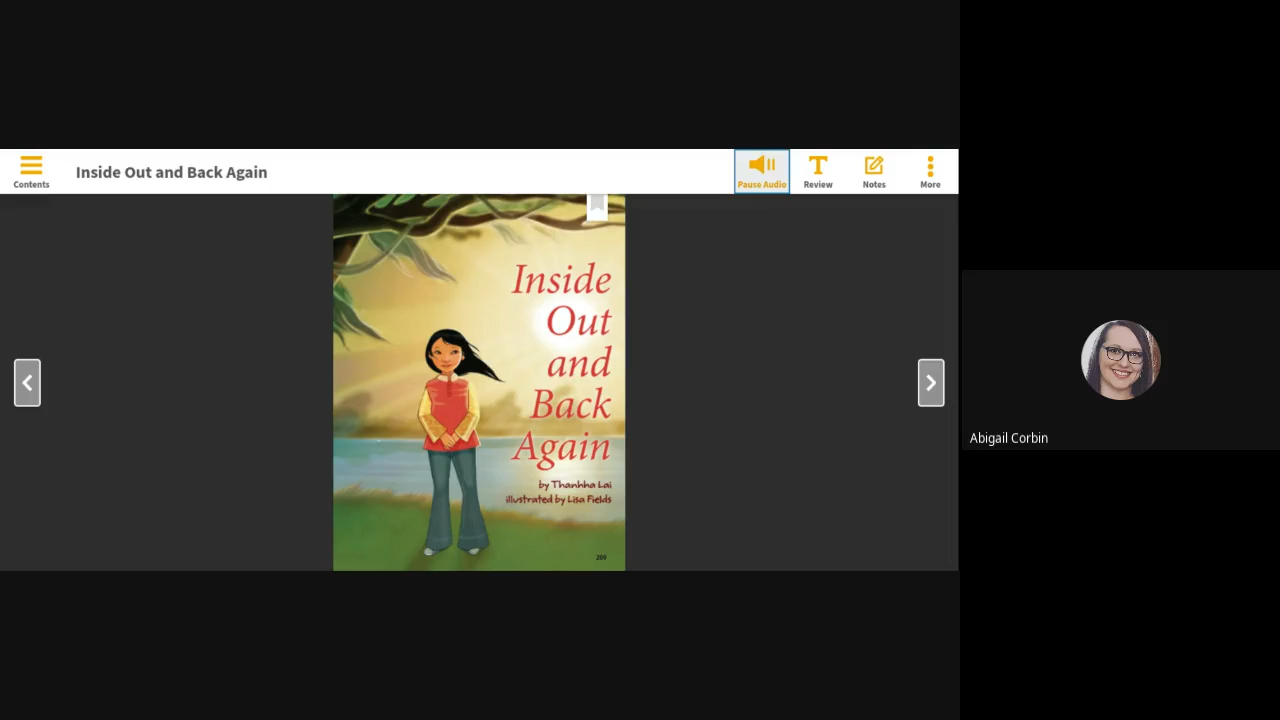 Contents
Inside Out and Back Again
Pause Audio
Review
Notes
More
Inside
Out
and
Back
Again
by Thanhha Lai
illustrated by Lisa Fields
209
Abigail Corbin